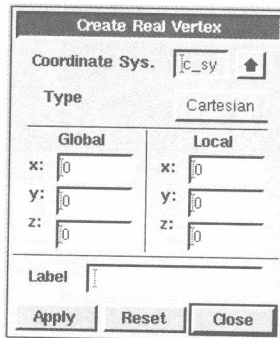 Create Real Vertex
Coordinate Sys. c_sy
Type Cartesian
Global Local
x: 0 x: 0
y: 0 y: 0
z: 0 z: 0
Label
Apply Reset Close